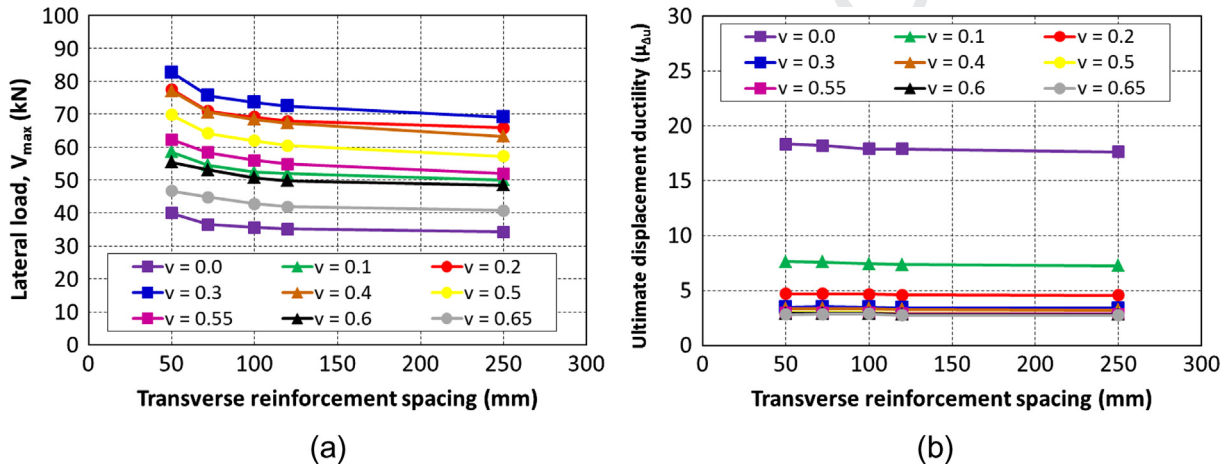 100
90
80
70
60
50
40
30
20
10
0
Lateral load, Vmax (kN)
v = 0.0 v = 0.1 v = 0.2
v = 0.3 v = 0.4 v = 0.5
v = 0.55 v = 0.6 v = 0.65
0 50 100 150 200 250 300
Transverse reinforcement spacing (mm)
(a)
30
25
20
15
10
5
0
Ultimate displacement ductility (μΔu)
v = 0.0 v = 0.1 v = 0.2
v = 0.3 v = 0.4 v = 0.5
v = 0.55 v = 0.6 v = 0.65
0 50 100 150 200 250 300
Transverse reinforcement spacing (mm)
(b)